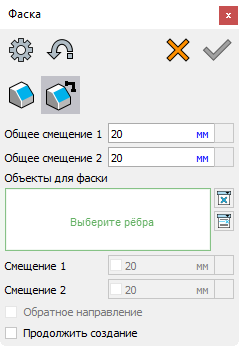 Фаска
x
Общее смещение 1 20 мм
Общее смещение 2 20 мм
Объекты для фаски
Выберите рёбра
Смещение 1 20 мм
Смещение 2 20 мм
Обратное направление
Продолжить создание